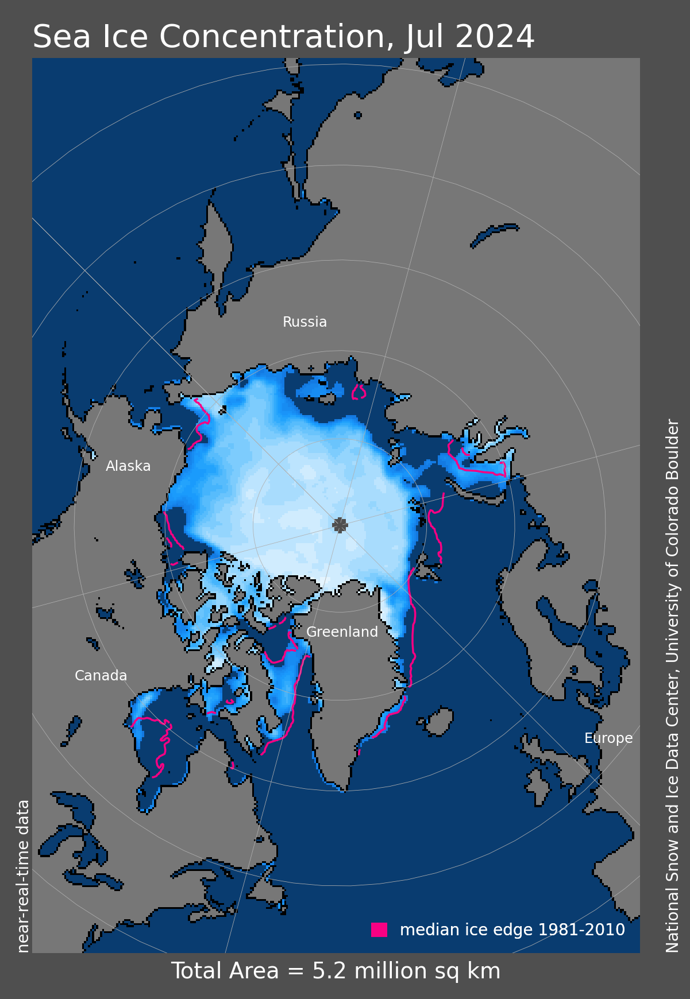 Sea Ice Concentration, Jul 2024
Russia
Alaska
Greenland
Canada
Europe
near-real-time data
National Snow and Ice Data Center, University of Colorado Boulder
median ice edge 1981-2010
Total Area = 5.2 million sq km